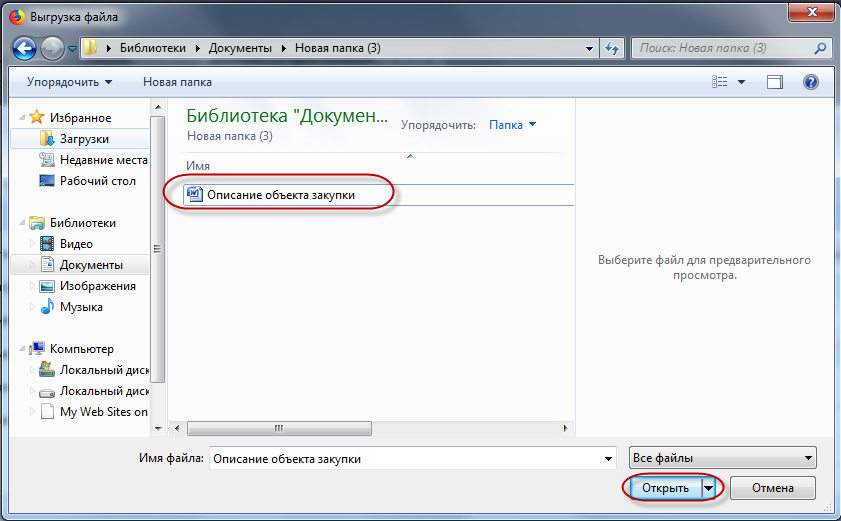 Выгрузка файла
Библиотеки Документы Новая папка (3)
Поиск: Новая папка (3)
Упорядочить Новая папка
Избранное
Загрузки
Недавние места
Рабочий стол
Библиотеки
Видео
Документы
Изображения
Музыка
Компьютер
Локальный диск
Локальный диск
My Web Sites on
Библиотека "Докумен...
Новая папка (3)
Упорядочить: Папка
Имя
Описание объекта закупки
Выберите файл для предварительного
просмотра.
Имя файла: Описание объекта закупки
Все файлы
Открыть Отмена